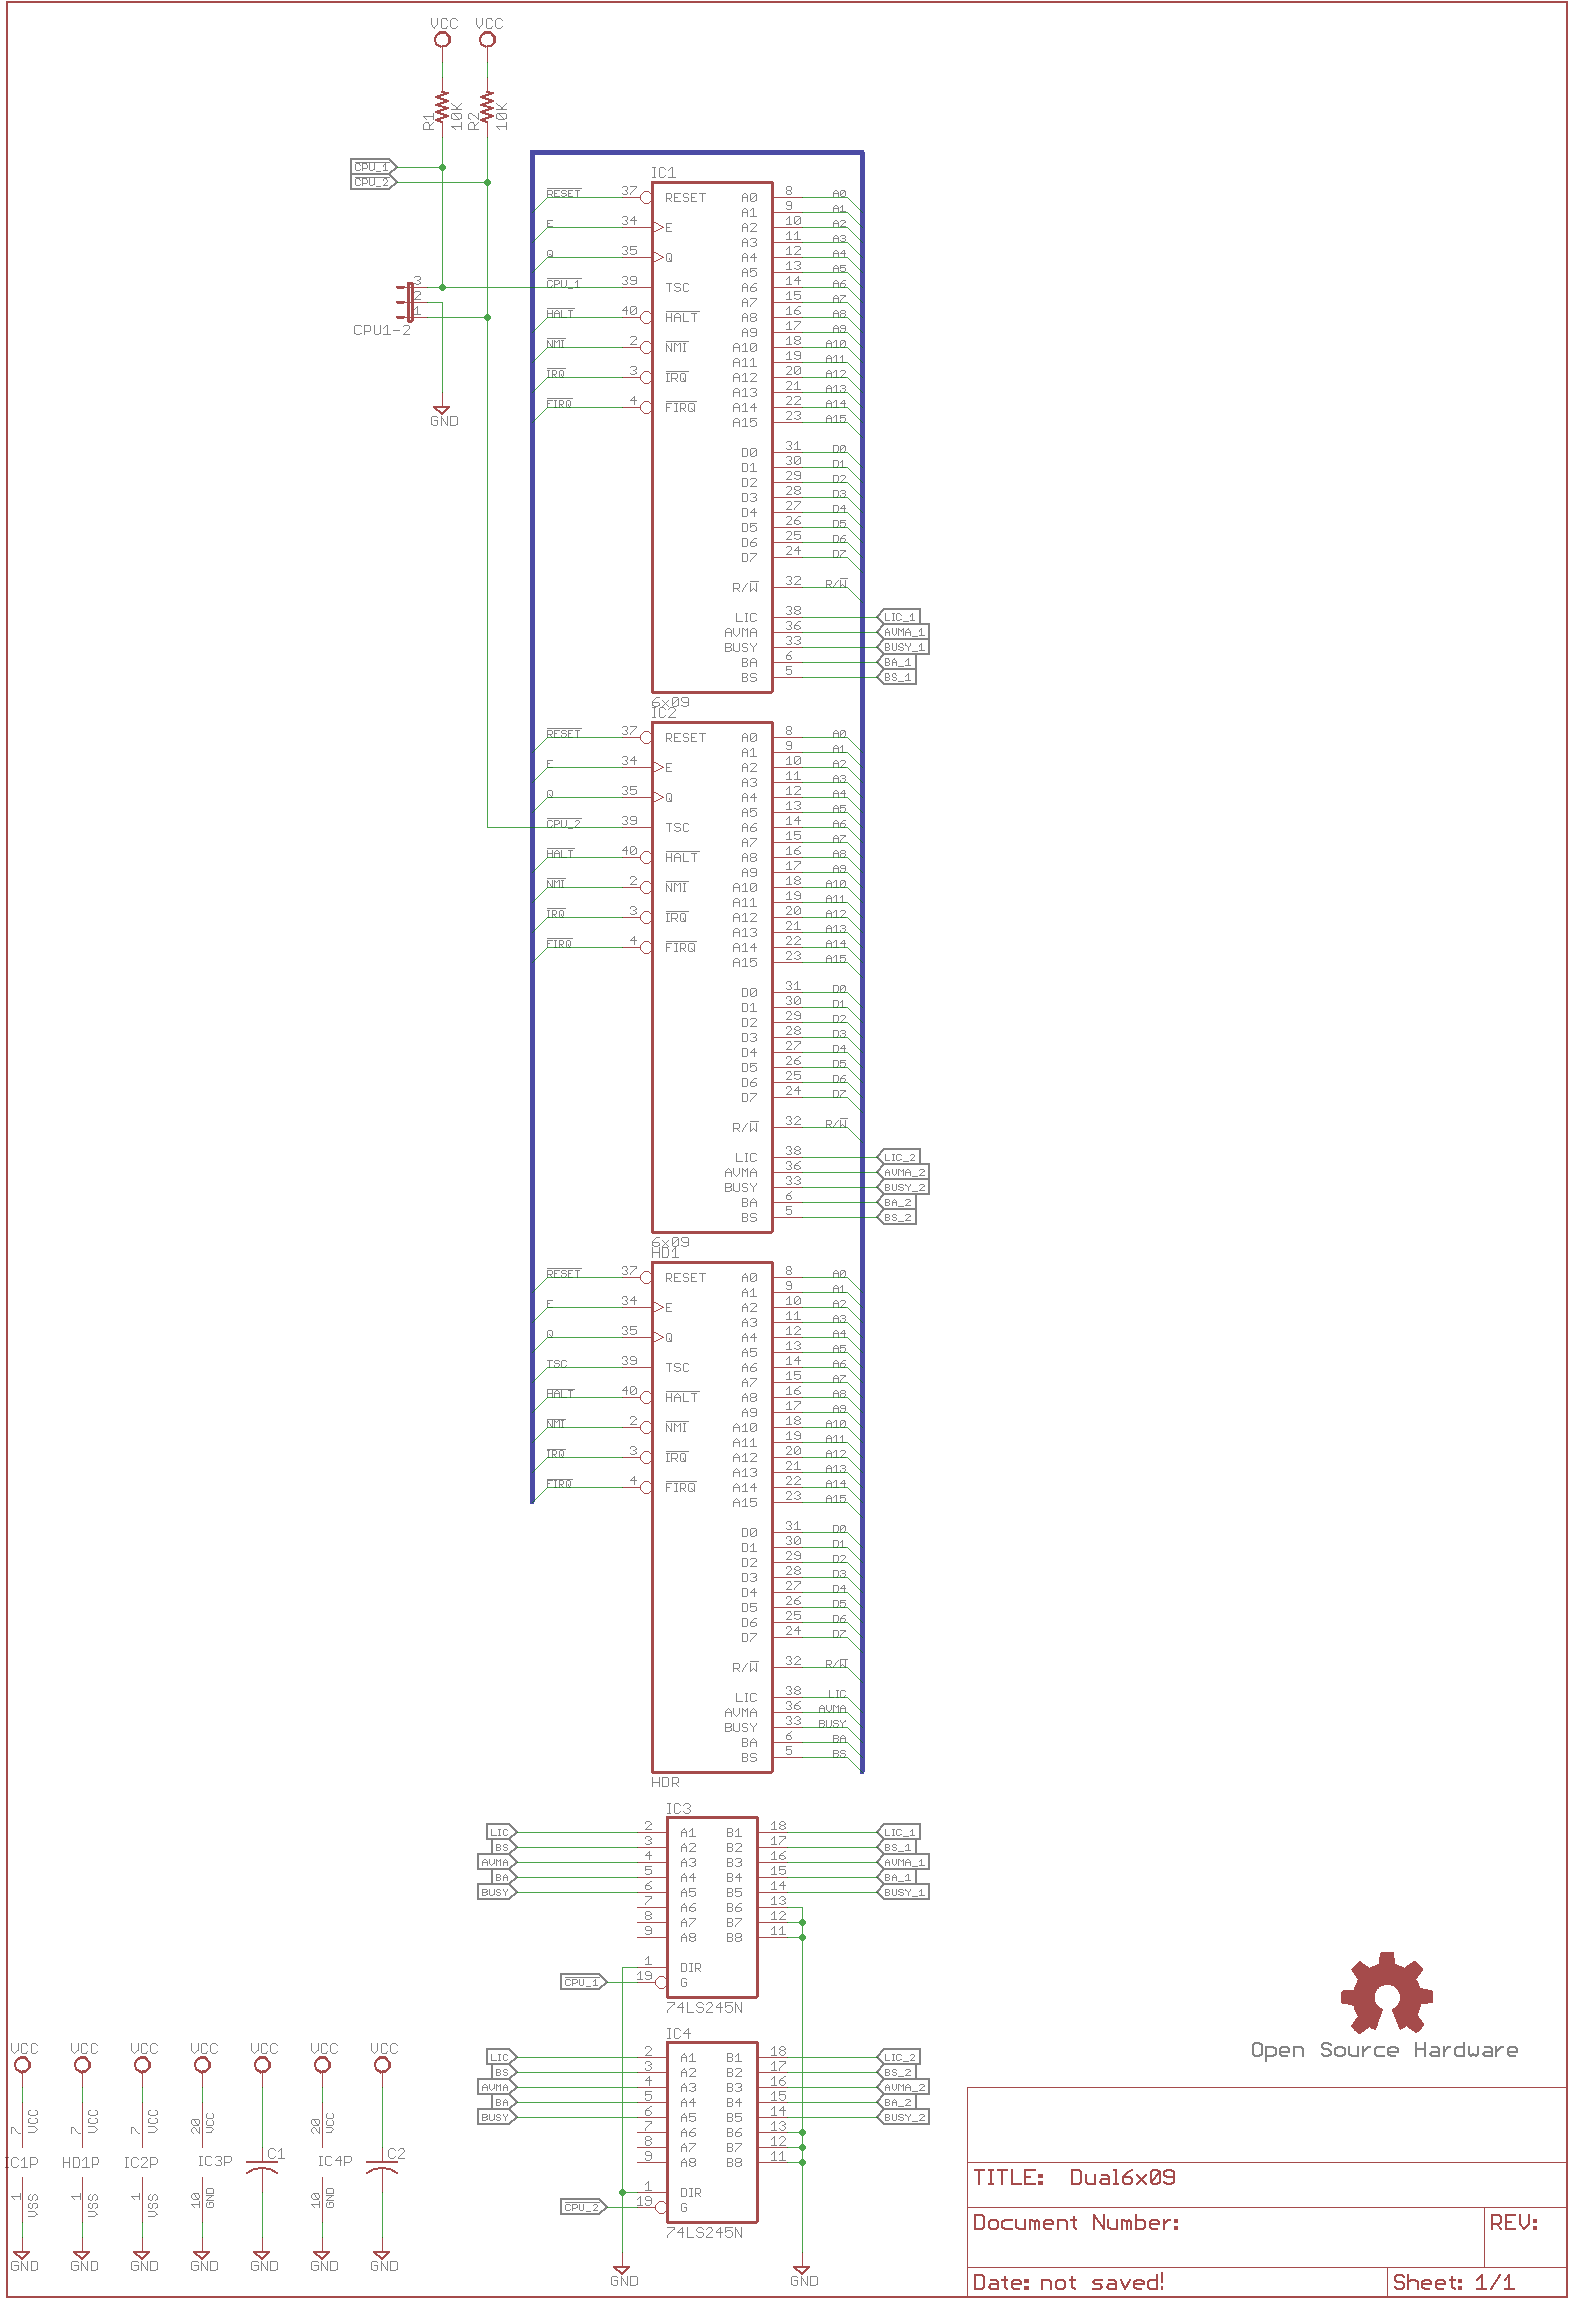 VCC VCC
R1 10K R2 10K
CPU_1
CPU_2
3
2
1
CPU1-2
GND
IC1
RESET 37 RESET A0 8 A0
A1 9 A1
E 34 E A2 10 A2
A3 11 A3
Q 35 Q A4 12 A4
A5 13 A5
CPU_1 39 TSC A6 14 A6
A7 15 A7
HALT 40 HALT A8 16 A8
A9 17 A9
NMI 2 NMI A10 18 A10
A11 19 A11
IRQ 3 IRQ A12 20 A12
A13 21 A13
FIRQ 4 FIRQ A14 22 A14
A15 23 A15
D0 31 D0
D1 30 D1
D2 29 D2
D3 28 D3
D4 27 D4
D5 26 D5
D6 25 D6
D7 24 D7
R/W 32 R/W
LIC 38 LIC_1
AVMA 36 AVMA_1
BUSY 33 BUSY_1
BA 6 BA_1
BS 5 BS_1
6x09
IC2
RESET 37 RESET A0 8 A0
A1 9 A1
E 34 E A2 10 A2
A3 11 A3
Q 35 Q A4 12 A4
A5 13 A5
CPU_2 39 TSC A6 14 A6
A7 15 A7
HALT 40 HALT A8 16 A8
A9 17 A9
NMI 2 NMI A10 18 A10
A11 19 A11
IRQ 3 IRQ A12 20 A12
A13 21 A13
FIRQ 4 FIRQ A14 22 A14
A15 23 A15
D0 31 D0
D1 30 D1
D2 29 D2
D3 28 D3
D4 27 D4
D5 26 D5
D6 25 D6
D7 24 D7
R/W 32 R/W
LIC 38 LIC_2
AVMA 36 AVMA_2
BUSY 33 BUSY_2
BA 6 BA_2
BS 5 BS_2
6x09
HD1
RESET 37 RESET A0 8 A0
A1 9 A1
E 34 E A2 10 A2
A3 11 A3
Q 35 Q A4 12 A4
A5 13 A5
TSC 39 TSC A6 14 A6
A7 15 A7
HALT 40 HALT A8 16 A8
A9 17 A9
NMI 2 NMI A10 18 A10
A11 19 A11
IRQ 3 IRQ A12 20 A12
A13 21 A13
FIRQ 4 FIRQ A14 22 A14
A15 23 A15
D0 31 D0
D1 30 D1
D2 29 D2
D3 28 D3
D4 27 D4
D5 26 D5
D6 25 D6
D7 24 D7
R/W 32 R/W
LIC 38 LIC
AVMA 36 AVMA
BUSY 33 BUSY
BA 6 BA
BS 5 BS
HDR
IC3
LIC 2 A1 B1 18 LIC_1
BS 3 A2 B2 17 BS_1
AVMA 4 A3 B3 16 AVMA_1
BA 5 A4 B4 15 BA_1
BUSY 6 A5 B5 14 BUSY_1
7 A6 B6 13
8 A7 B7 12
9 A8 B8 11
1 DIR
CPU_1 19 G
74LS245N
IC4
LIC 2 A1 B1 18 LIC_2
BS 3 A2 B2 17 BS_2
AVMA 4 A3 B3 16 AVMA_2
BA 5 A4 B4 15 BA_2
BUSY 6 A5 B5 14 BUSY_2
7 A6 B6 13
8 A7 B7 12
9 A8 B8 11
1 DIR
CPU_2 19 G
74LS245N
GND GND
VCC VCC VCC VCC VCC VCC VCC
7 VCC 7 VCC 7 VCC 20 VCC 20 VCC
IC1P HD1P IC2P IC3P C1 IC4P C2
1 VSS 1 VSS 1 VSS 10 GND 10 GND
GND GND GND GND GND GND GND
Open Source Hardware
TITLE: Dual6x09
Document Number: REV:
Date: not saved! Sheet: 1/1